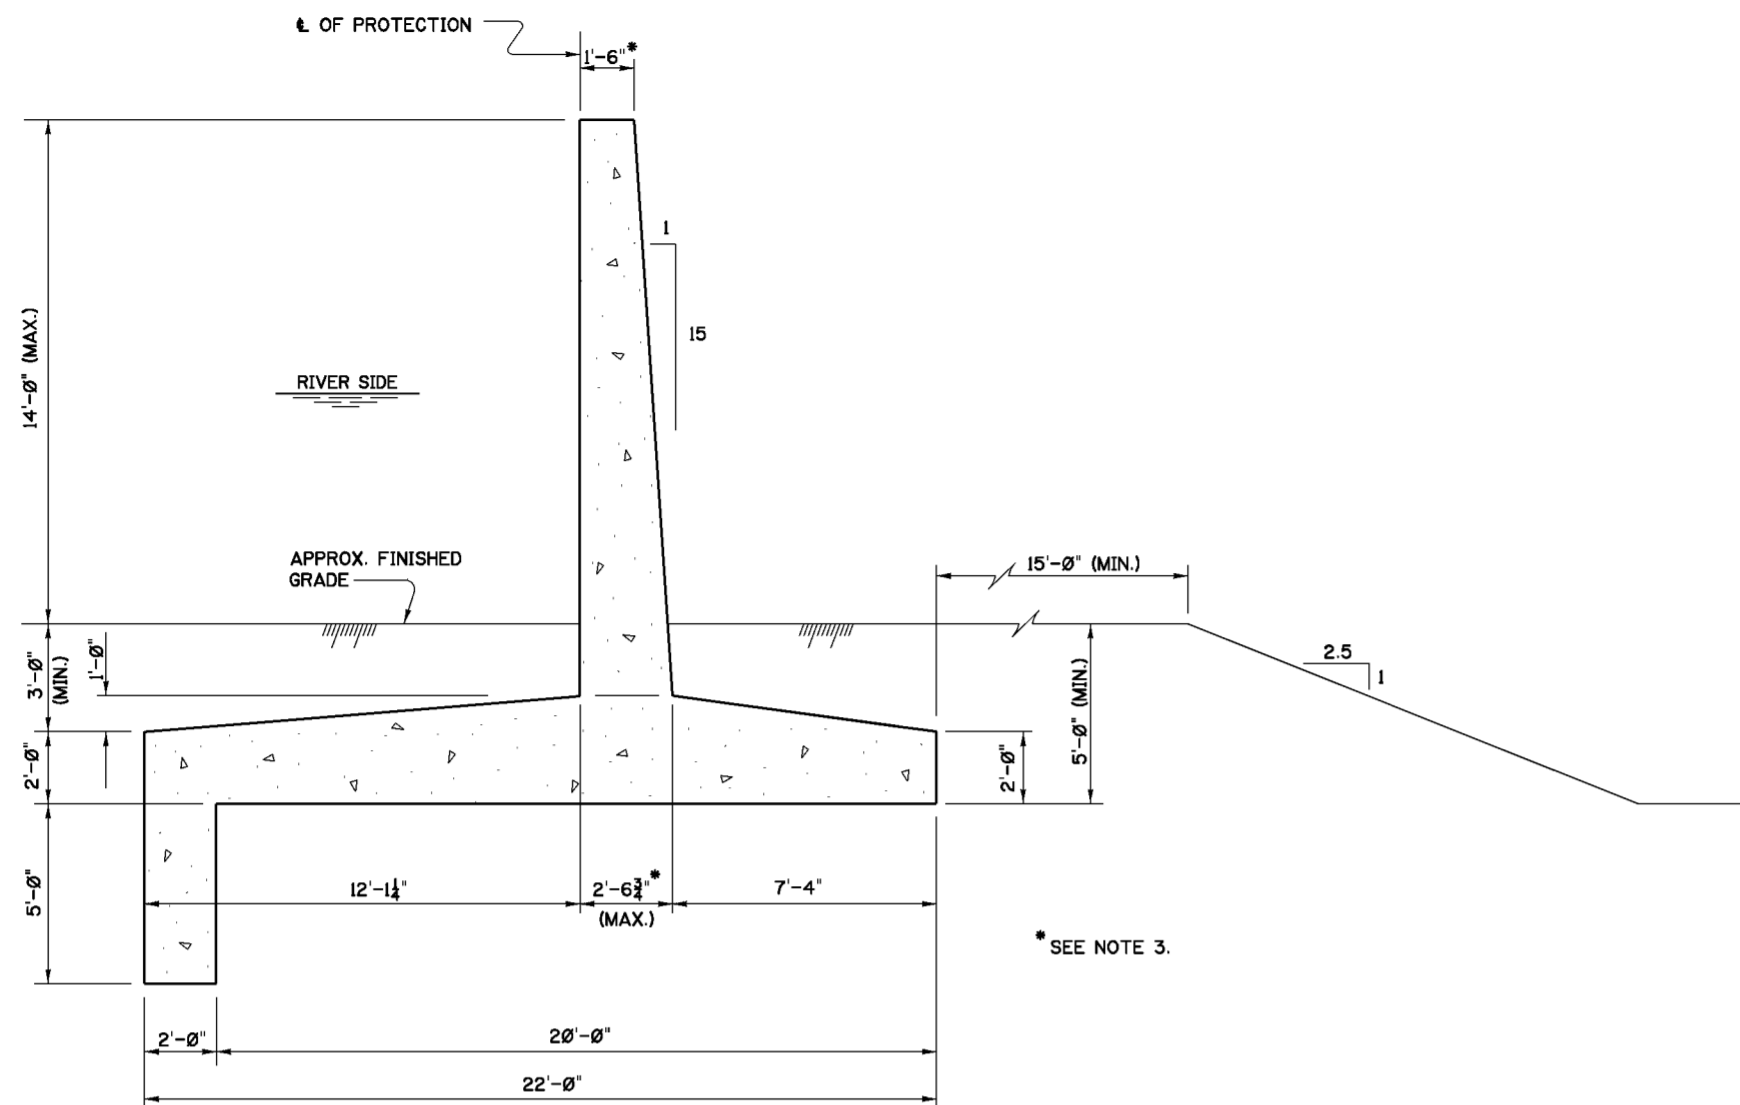 ℄ OF PROTECTION
1'-6"*
1
15
14'-0" (MAX.)
RIVER SIDE
APPROX. FINISHED
GRADE
15'-0" (MIN.)
3'-0"
(MIN.)
1'-0"
2.5
1
5'-0" (MIN.)
2'-0"
2'-0"
5'-0"
12'-1¼"
2'-6¾"*
(MAX.)
7'-4"
* SEE NOTE 3.
2'-0"
20'-0"
22'-0"